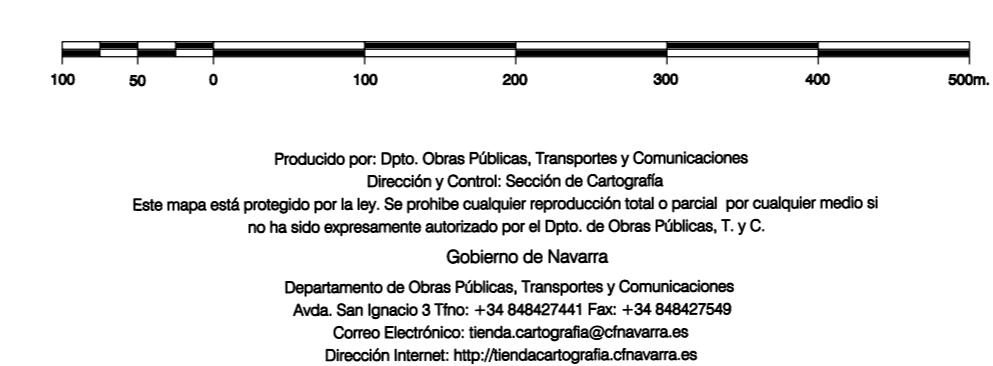 100 50 0 100 200 300 400 500m.
Producido por: Dpto. Obras Públicas, Transportes y Comunicaciones
Dirección y Control: Sección de Cartografía
Este mapa está protegido por la ley. Se prohibe cualquier reproducción total o parcial por cualquier medio si
no ha sido expresamente autorizado por el Dpto. de Obras Públicas, T. y C.
Gobierno de Navarra
Departamento de Obras Públicas, Transportes y Comunicaciones
Avda. San Ignacio 3 Tfno: +34 848427441 Fax: +34 848427549
Correo Electrónico: tienda.cartografia@cfnavarra.es
Dirección Internet: http://tiendacartografia.cfnavarra.es